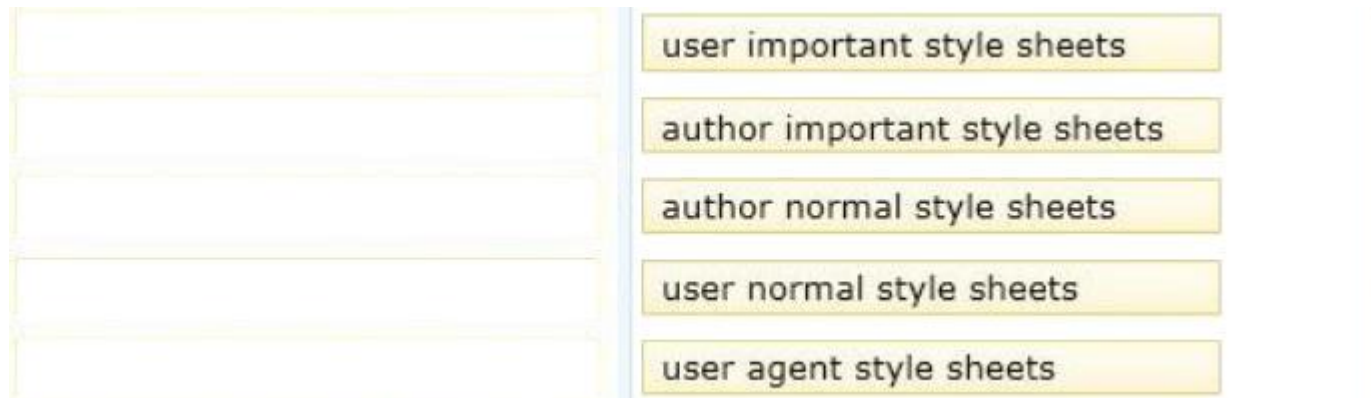 user important style sheets
author important style sheets
author normal style sheets
user normal style sheets
user agent style sheets